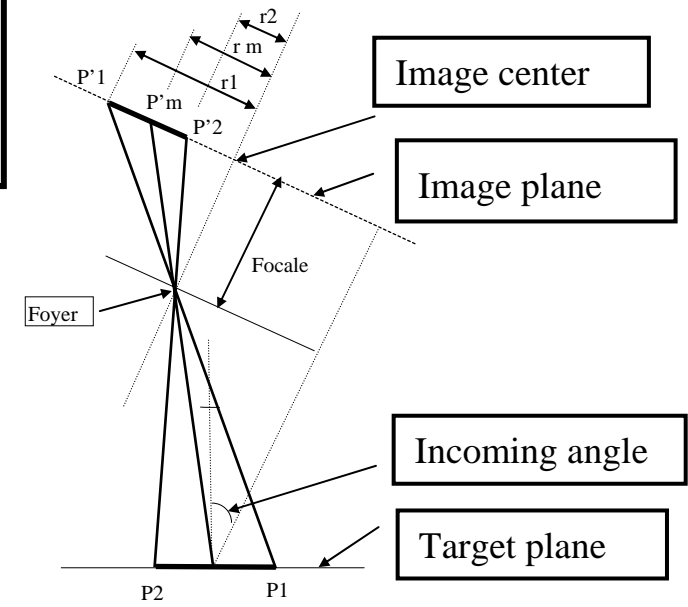 r2
r m
r1
P'1
P'm
P'2
Image center
Image plane
Focale
Foyer
Incoming angle
Target plane
P2
P1